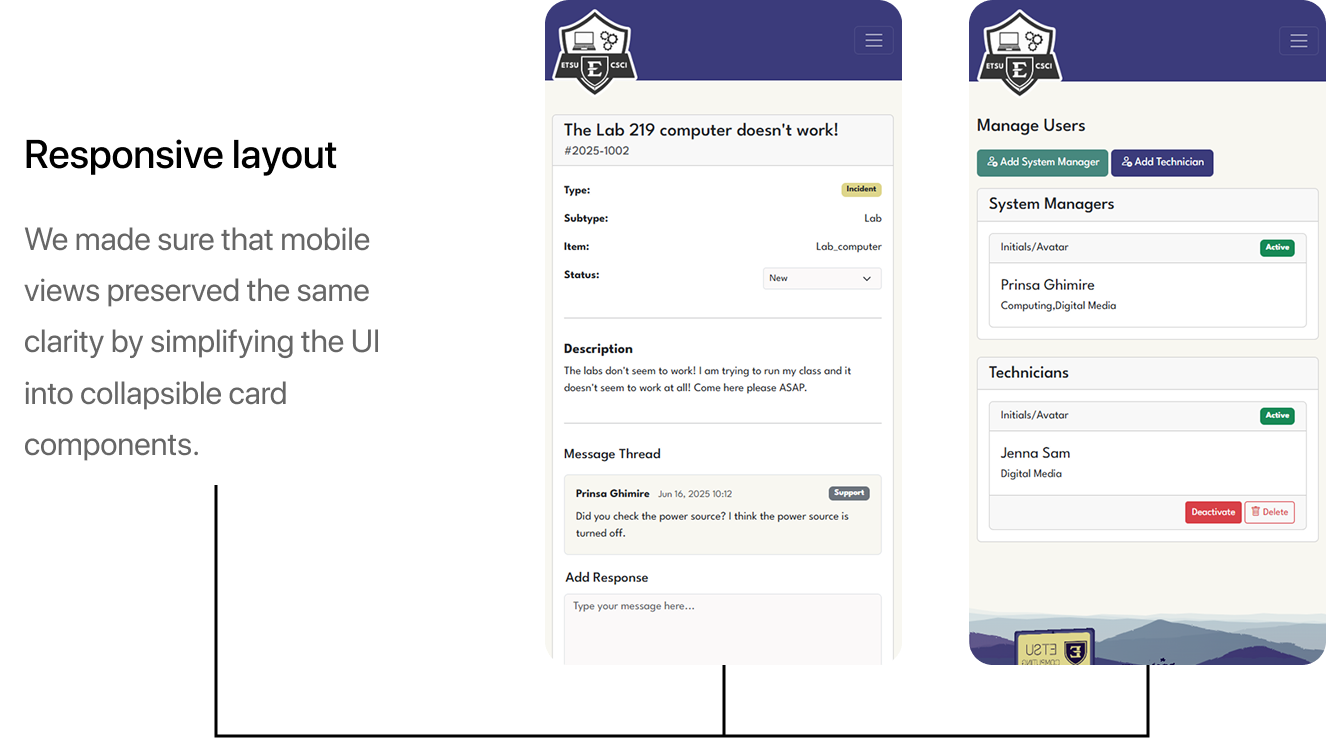 Responsive layout
We made sure that mobile
views preserved the same
clarity by simplifying the UI
into collapsible card
components.
ETSU E CSCI
The Lab 219 computer doesn't work!
#2025-1002
Type: Incident
Subtype: Lab
Item: Lab_computer
Status: New
Description
The labs don't seem to work! I am trying to run my class and it
doesn't seem to work at all! Come here please ASAP.
Message Thread
Prinsa Ghimire Jun 16, 2025 10:12 Support
Did you check the power source? I think the power source is
turned off.
Add Response
Type your message here...
ETSU E CSCI
Manage Users
Add System Manager Add Technician
System Managers
Initials/Avatar Active
Prinsa Ghimire
Computing,Digital Media
Technicians
Initials/Avatar Active
Jenna Sam
Digital Media
Deactivate Delete
ETSU E
COMPUTING